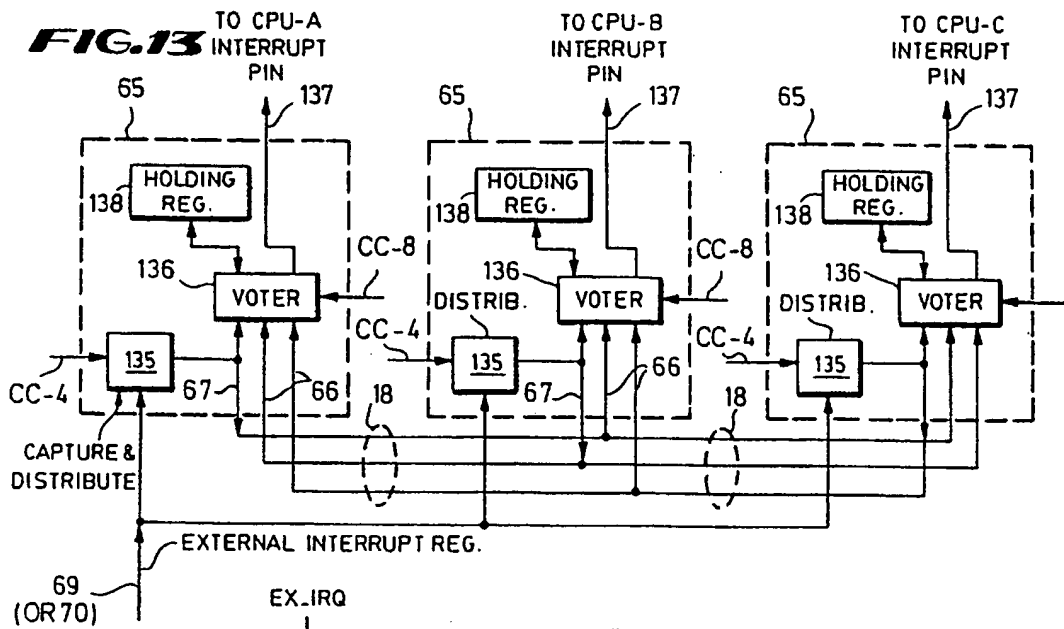 FIG.13
TO CPU-A
INTERRUPT
PIN
TO CPU-B
INTERRUPT
PIN
TO CPU-C
INTERRUPT
PIN
65
137
65
137
65
137
HOLDING
REG.
138
HOLDING
REG.
138
HOLDING
REG.
138
136
VOTER
CC-8
136
VOTER
CC-8
136
VOTER
DISTRIB.
DISTRIB.
CC-4
135
CC-4
135
CC-4
135
67
66
67
66
CAPTURE &
DISTRIBUTE
18
18
EXTERNAL INTERRUPT REG.
69
(OR 70)
EX_IRQ